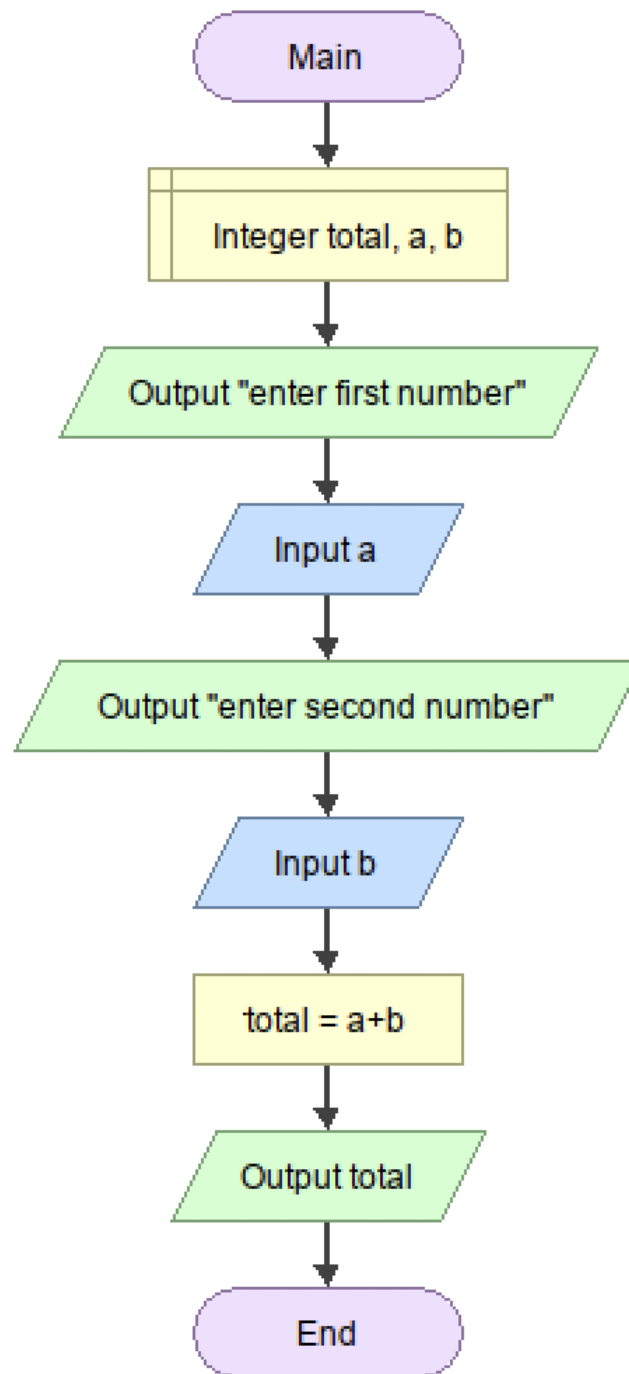 Main
Integer total, a, b
Output "enter first number"
Input a
Output "enter second number"
Input b
total = a+b
Output total
End